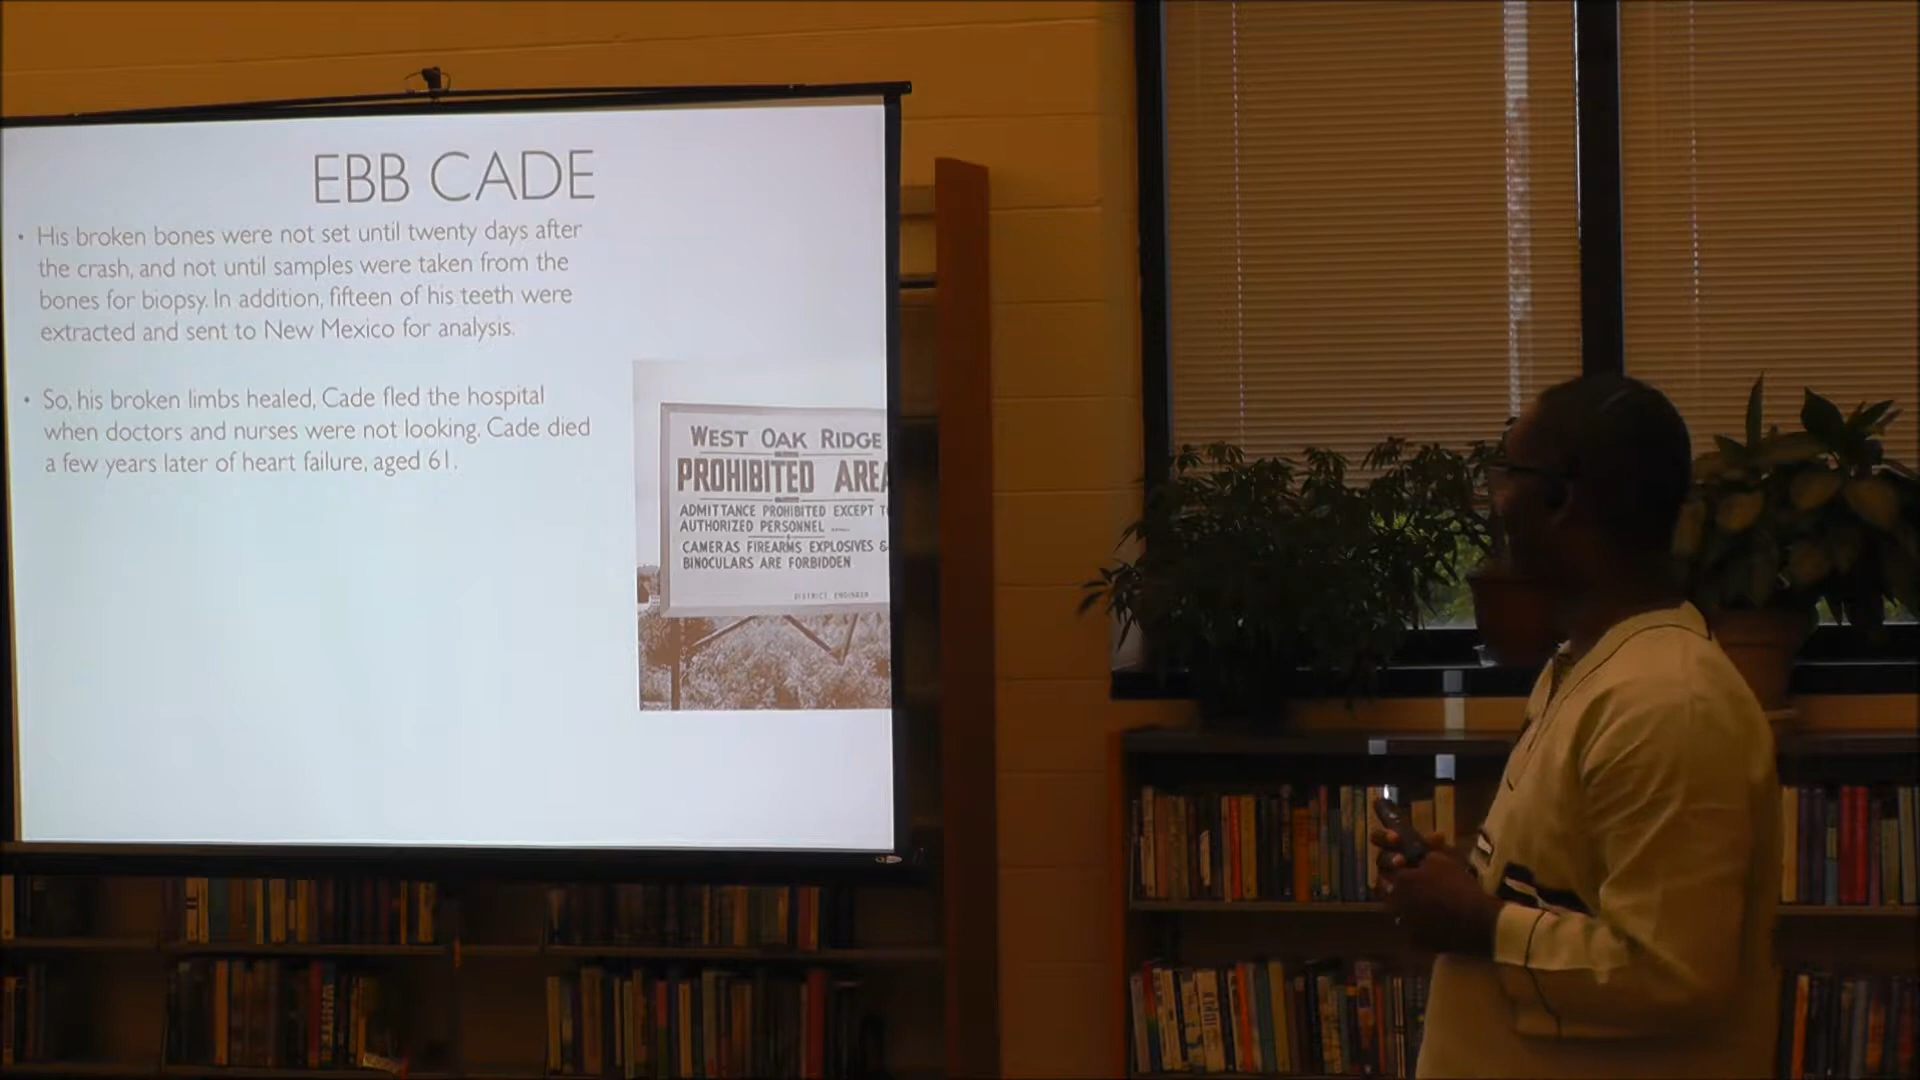 EBB CADE
• His broken bones were not set until twenty days after
the crash, and not until samples were taken from the
bones for biopsy. In addition, fifteen of his teeth were
extracted and sent to New Mexico for analysis.
• So, his broken limbs healed, Cade fled the hospital
when doctors and nurses were not looking. Cade died
a few years later of heart failure, aged 61.
WEST OAK RIDGE
PROHIBITED AREA
ADMITTANCE PROHIBITED EXCEPT T
AUTHORIZED PERSONNEL
CAMERAS FIREARMS EXPLOSIVES &
BINOCULARS ARE FORBIDDEN
DISTRICT ENGINEER